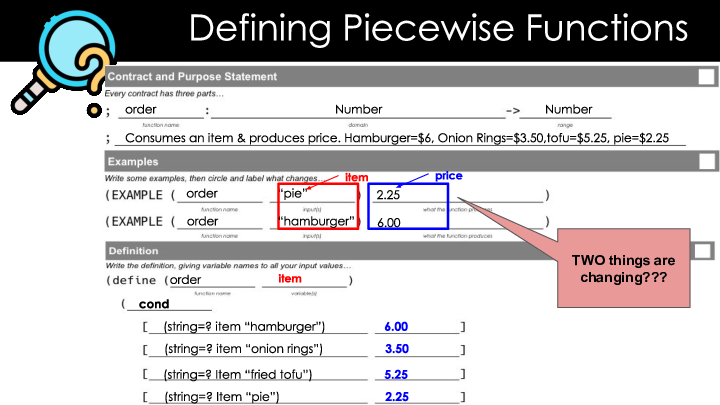 Defining Piecewise Functions
Contract and Purpose Statement
Every contract has three parts…
; order : Number -> Number
function name domain range
; Consumes an item & produces price. Hamburger=$6, Onion Rings=$3.50,tofu=$5.25, pie=$2.25
Examples
Write some examples, then circle and label what changes… item price
(EXAMPLE ( order “pie” ) 2.25 )
function name input(s) what the function produces
(EXAMPLE ( order “hamburger” ) 6.00 )
function name input(s) what the function produces
TWO things are
changing???
Definition
Write the definition, giving variable names to all your input values…
(define ( order item )
function name variable(s)
( cond
[ (string=? item “hamburger”) 6.00 ]
[ (string=? item “onion rings”) 3.50 ]
[ (string=? Item “fried tofu”) 5.25 ]
[ (string=? Item “pie”) 2.25 ]